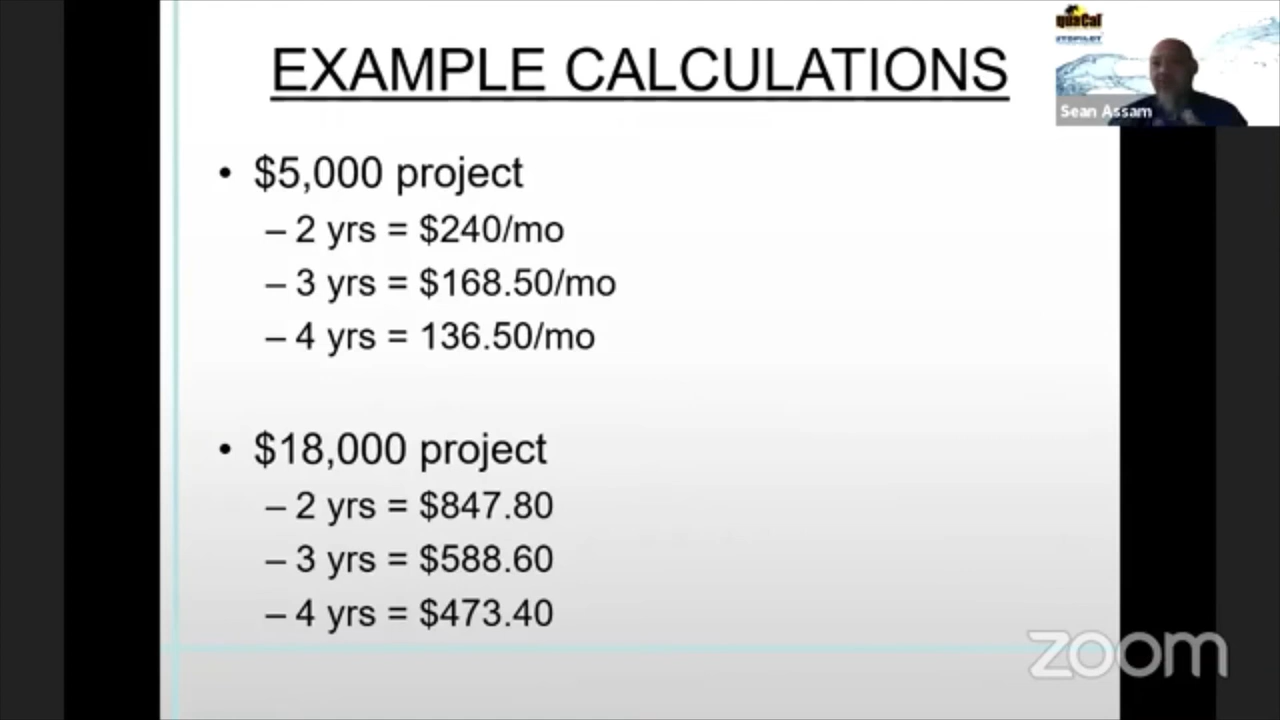 EXAMPLE CALCULATIONS
• $5,000 project
– 2 yrs = $240/mo
– 3 yrs = $168.50/mo
– 4 yrs = 136.50/mo
• $18,000 project
– 2 yrs = $847.80
– 3 yrs = $588.60
– 4 yrs = $473.40
Sean Assam
zoom